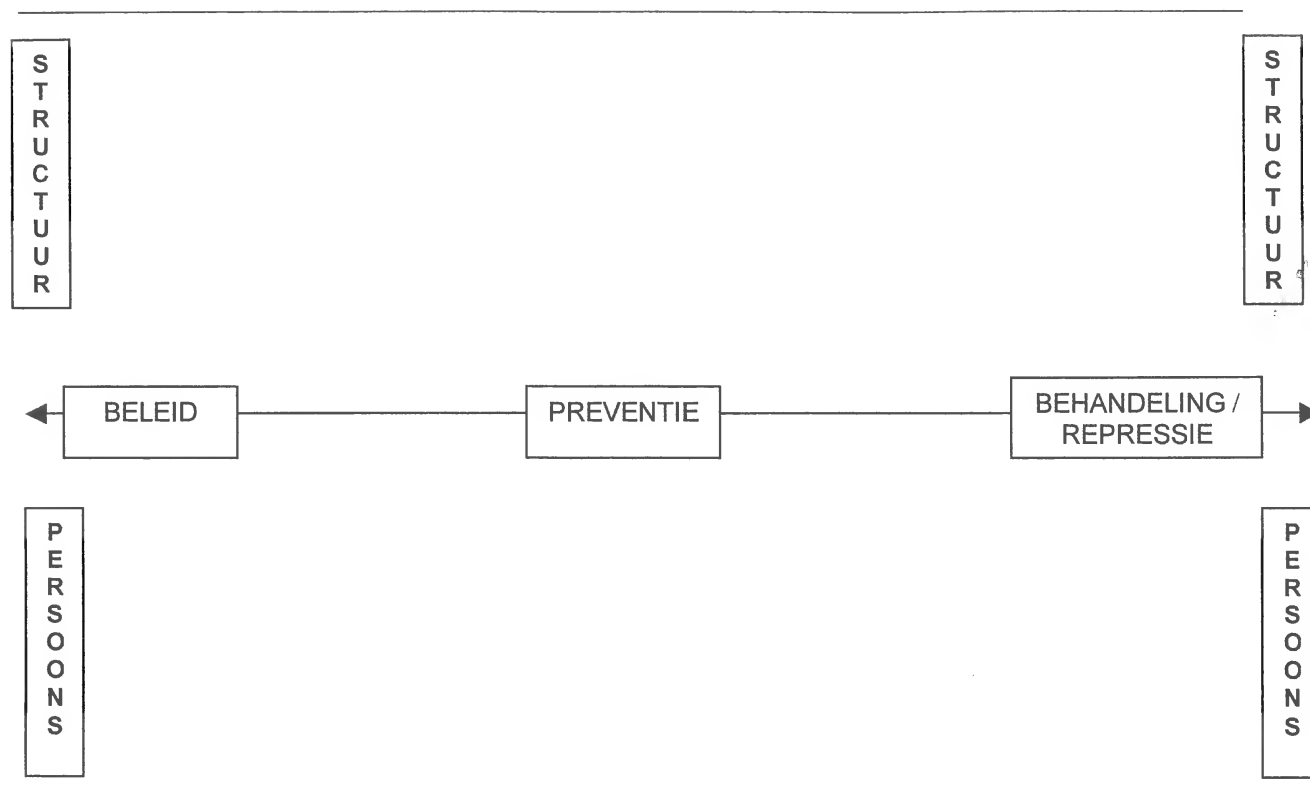 STRUCTUUR
STRUCTUUR
BELEID
PREVENTIE
BEHANDELING /
REPRESSIE
PERSOONS
PERSOONS